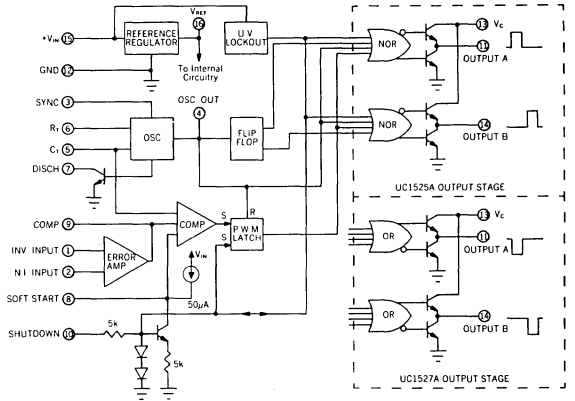 +VIN 15
REFERENCE REGULATOR
VREF 16
To Internal Circuitry
U V LOCKOUT
GND 12
SYNC 3
RT 6
CT 5
DISCH 7
OSC
OSC OUT 4
FLIP FLOP
COMP 9
INV INPUT 1
N I INPUT 2
ERROR AMP
COMP
S
S
R
P W M LATCH
VIN
50µA
SOFT START 8
SHUTDOWN 10
5k
5k
NOR
13 VC
11
OUTPUT A
NOR
14
OUTPUT B
UC1525A OUTPUT STAGE
OR
13 VC
11
OUTPUT A
OR
14
OUTPUT B
UC1527A OUTPUT STAGE